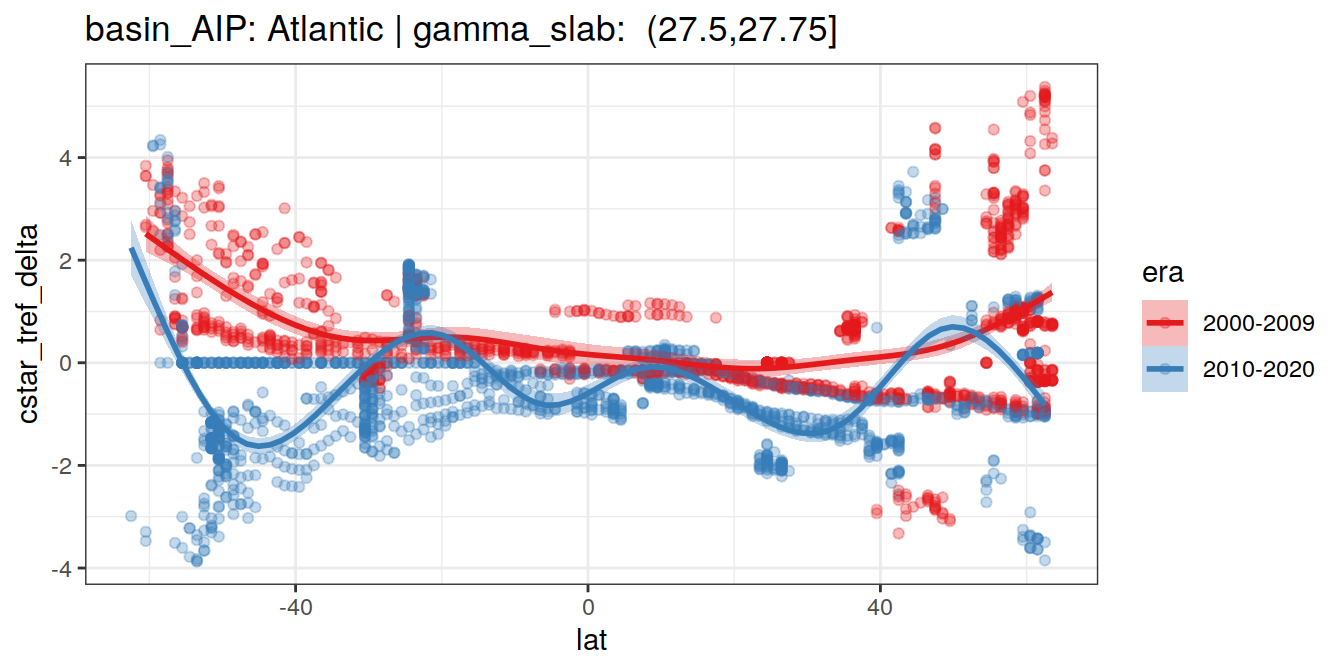 basin_AIP: Atlantic | gamma_slab:  (27.5,27.75]
cstar_tref_delta
4
2
0
-2
-4
-40
0
40
lat
era
2000-2009
2010-2020